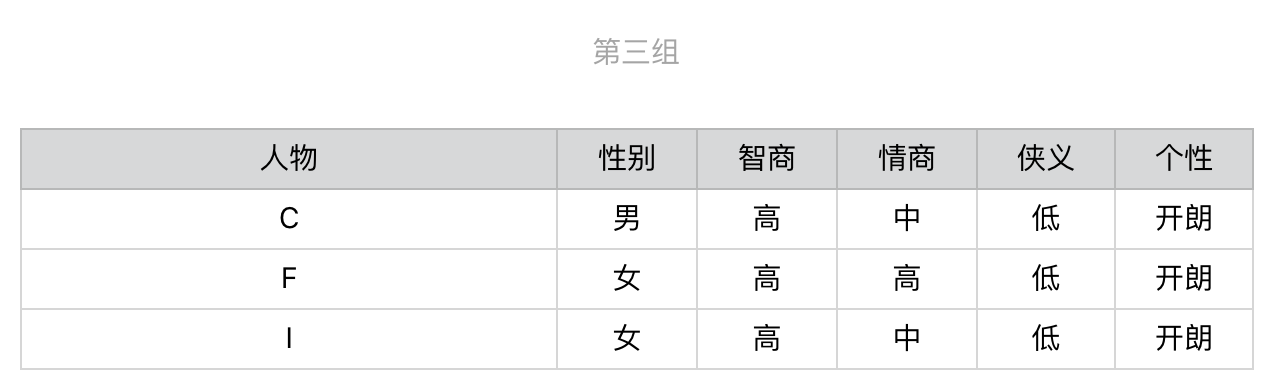 第三组
人物 性别 智商 情商 侠义 个性
C 男 高 中 低 开朗
F 女 高 高 低 开朗
I 女 高 中 低 开朗